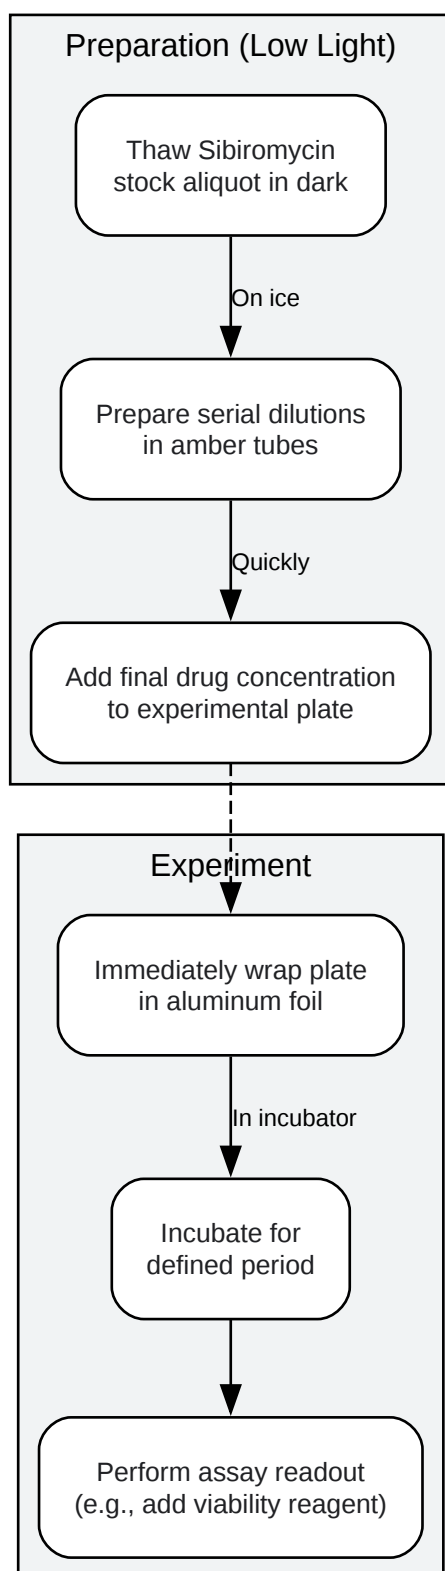 Preparation (Low Light)
Thaw Sibiromycin
stock aliquot in dark
On ice
Prepare serial dilutions
in amber tubes
Quickly
Add final drug concentration
to experimental plate
Experiment
Immediately wrap plate
in aluminum foil
In incubator
Incubate for
defined period
Perform assay readout
(e.g., add viability reagent)